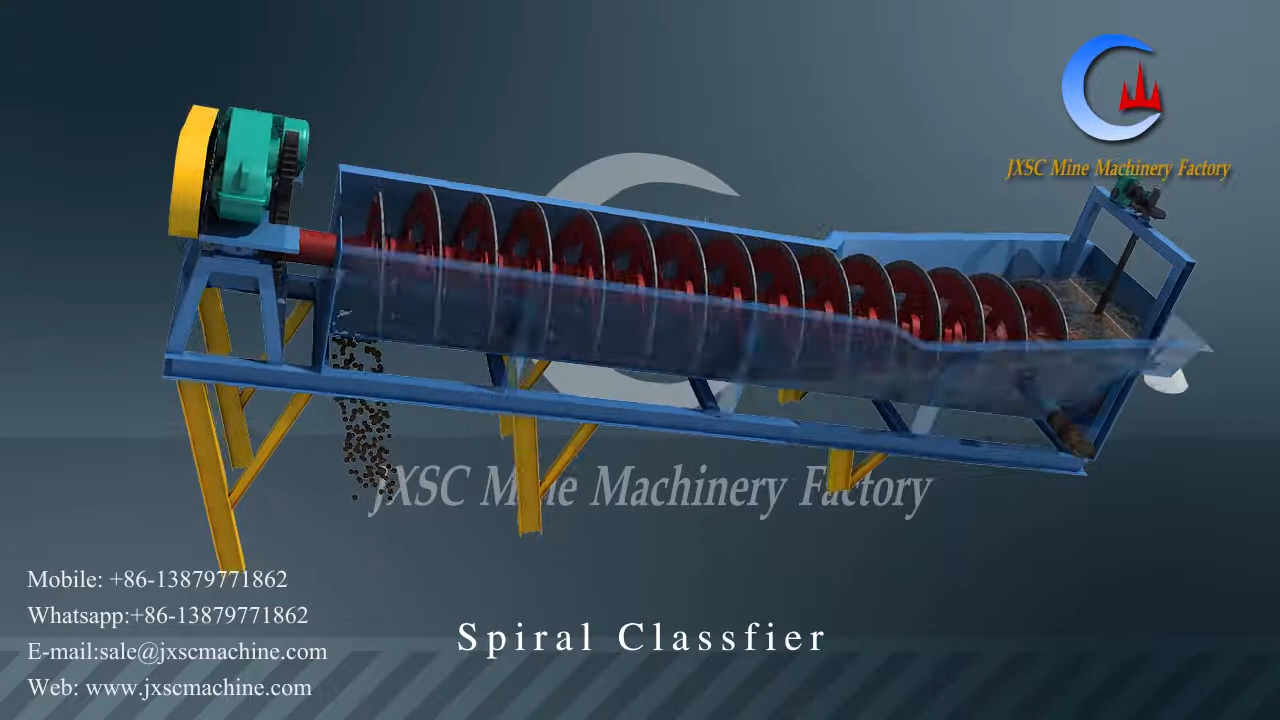 JXSC Mine Machinery Factory
JXSC Mine Machinery Factory
Mobile: +86-13879771862
Whatsapp:+86-13879771862
E-mail:sale@jxscmachine.com
Web: www.jxscmachine.com
Spiral Classfier